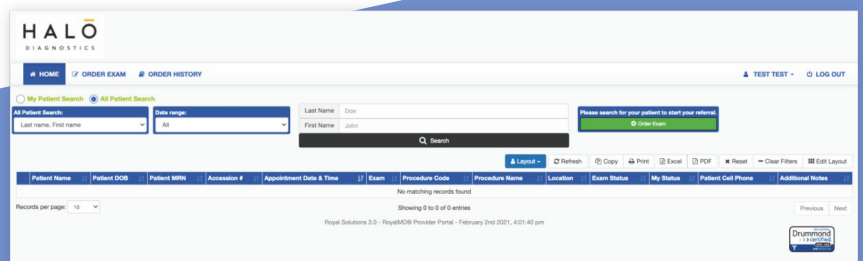 HALO
DIAGNOSTICS
HOME ORDER EXAM ORDER HISTORY TEST TEST LOG OUT
My Patient Search All Patient Search
All Patient Search: Date range: Last Name Doe Please search for your patient to start your referral.
Last name, First name All First Name John Order Exam
Search
Layout Refresh Copy Print Excel PDF Reset Clear Filters Edit Layout
Patient Name Patient DOB Patient MRN Accession # Appointment Date & Time Exam Procedure Code Procedure Name Location Exam Status My Status Patient Cell Phone Additional Notes
No matching records found
Records per page: 10 Showing 0 to 0 of 0 entries Previous Next
Royal Solutions 3.0 - RoyalMD® Provider Portal - February 2nd 2021, 4:01:40 pm
Drummond
certified